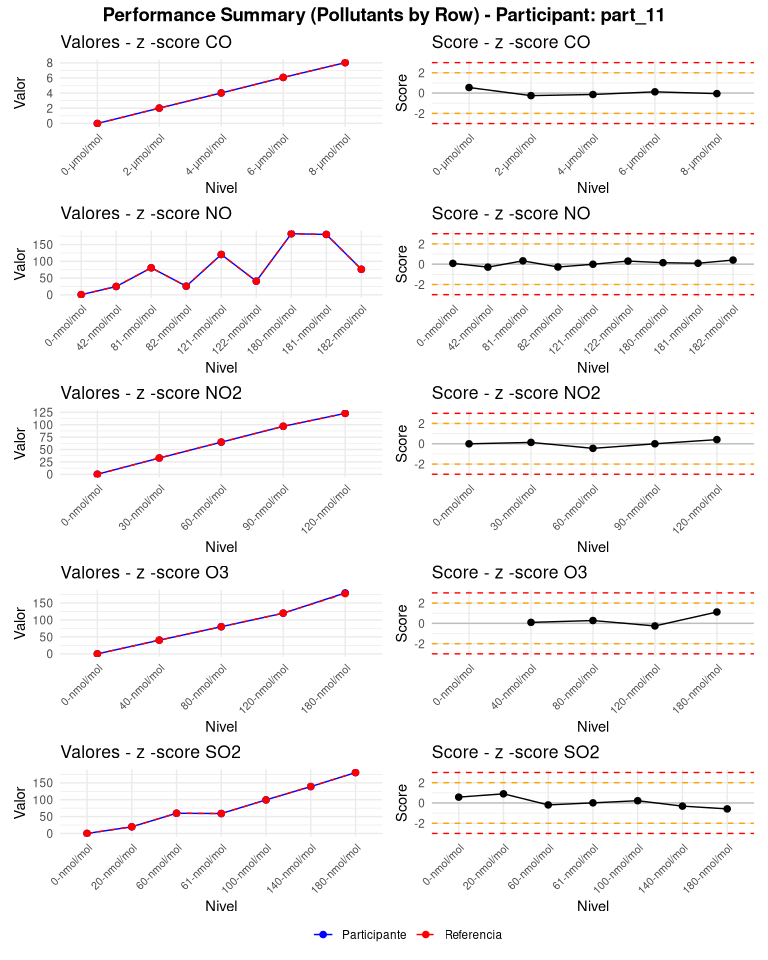 Performance Summary (Pollutants by Row) - Participant: part_11
Valores - z -score CO
Valor
8
6
4
2
0
0-μmol/mol
2-μmol/mol
4-μmol/mol
6-μmol/mol
8-μmol/mol
Nivel
Score - z -score CO
Score
2
0
-2
0-μmol/mol
2-μmol/mol
4-μmol/mol
6-μmol/mol
8-μmol/mol
Nivel
Valores - z -score NO
Valor
150
100
50
0
0-nmol/mol
42-nmol/mol
81-nmol/mol
82-nmol/mol
121-nmol/mol
122-nmol/mol
180-nmol/mol
181-nmol/mol
182-nmol/mol
Nivel
Score - z -score NO
Score
2
0
-2
0-nmol/mol
42-nmol/mol
81-nmol/mol
82-nmol/mol
121-nmol/mol
122-nmol/mol
180-nmol/mol
181-nmol/mol
182-nmol/mol
Nivel
Valores - z -score NO2
Valor
125
100
75
50
25
0
0-nmol/mol
30-nmol/mol
60-nmol/mol
90-nmol/mol
120-nmol/mol
Nivel
Score - z -score NO2
Score
2
0
-2
0-nmol/mol
30-nmol/mol
60-nmol/mol
90-nmol/mol
120-nmol/mol
Nivel
Valores - z -score O3
Valor
150
100
50
0
0-nmol/mol
40-nmol/mol
80-nmol/mol
120-nmol/mol
180-nmol/mol
Nivel
Score - z -score O3
Score
2
0
-2
0-nmol/mol
40-nmol/mol
80-nmol/mol
120-nmol/mol
180-nmol/mol
Nivel
Valores - z -score SO2
Valor
150
100
50
0
0-nmol/mol
20-nmol/mol
60-nmol/mol
61-nmol/mol
100-nmol/mol
140-nmol/mol
180-nmol/mol
Nivel
Score - z -score SO2
Score
2
0
-2
0-nmol/mol
20-nmol/mol
60-nmol/mol
61-nmol/mol
100-nmol/mol
140-nmol/mol
180-nmol/mol
Nivel
Participante
Referencia